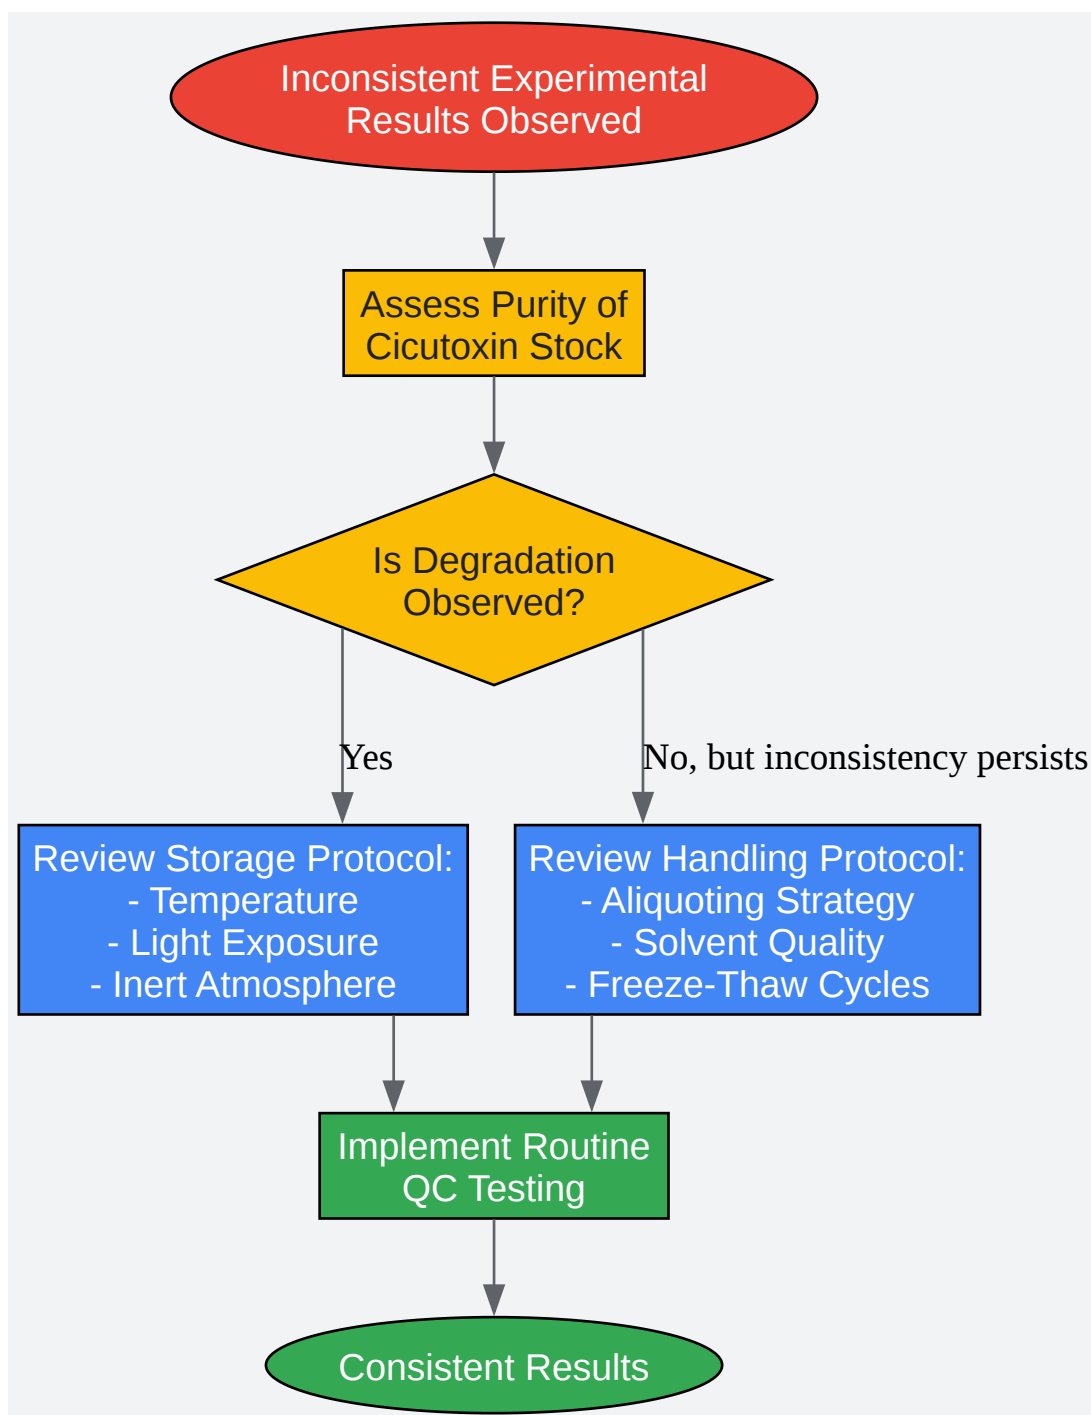 Inconsistent Experimental
Results Observed
Assess Purity of
Cicutoxin Stock
Is Degradation
Observed?
Yes
No, but inconsistency persists
Review Storage Protocol:
- Temperature
- Light Exposure
- Inert Atmosphere
Review Handling Protocol:
- Aliquoting Strategy
- Solvent Quality
- Freeze-Thaw Cycles
Implement Routine
QC Testing
Consistent Results